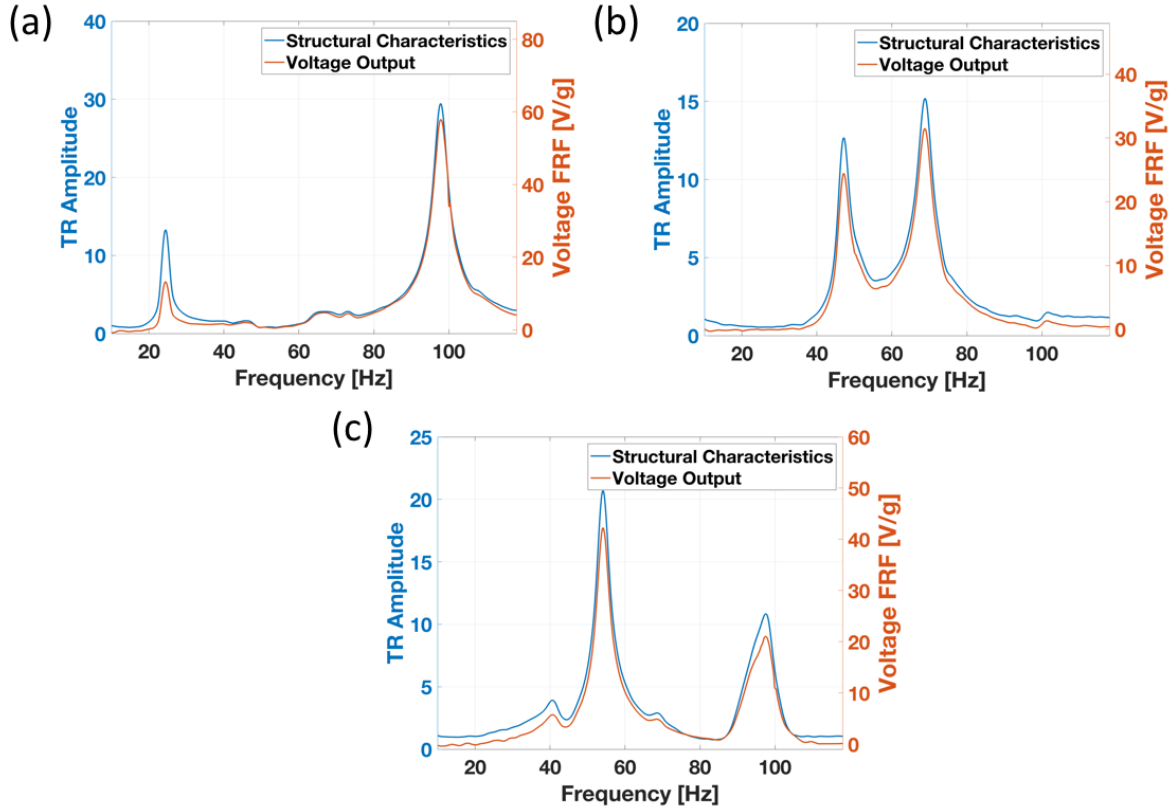 (a)
40
30
20
10
0
TR Amplitude
Structural Characteristics
Voltage Output
80
60
40
20
0
Voltage FRF [V/g]
20 40 60 80 100
Frequency [Hz]
(b)
20
15
10
5
0
TR Amplitude
Structural Characteristics
Voltage Output
40
30
20
10
0
Voltage FRF [V/g]
20 40 60 80 100
Frequency [Hz]
(c)
25
20
15
10
5
0
TR Amplitude
Structural Characteristics
Voltage Output
60
50
40
30
20
10
0
Voltage FRF [V/g]
20 40 60 80 100
Frequency [Hz]